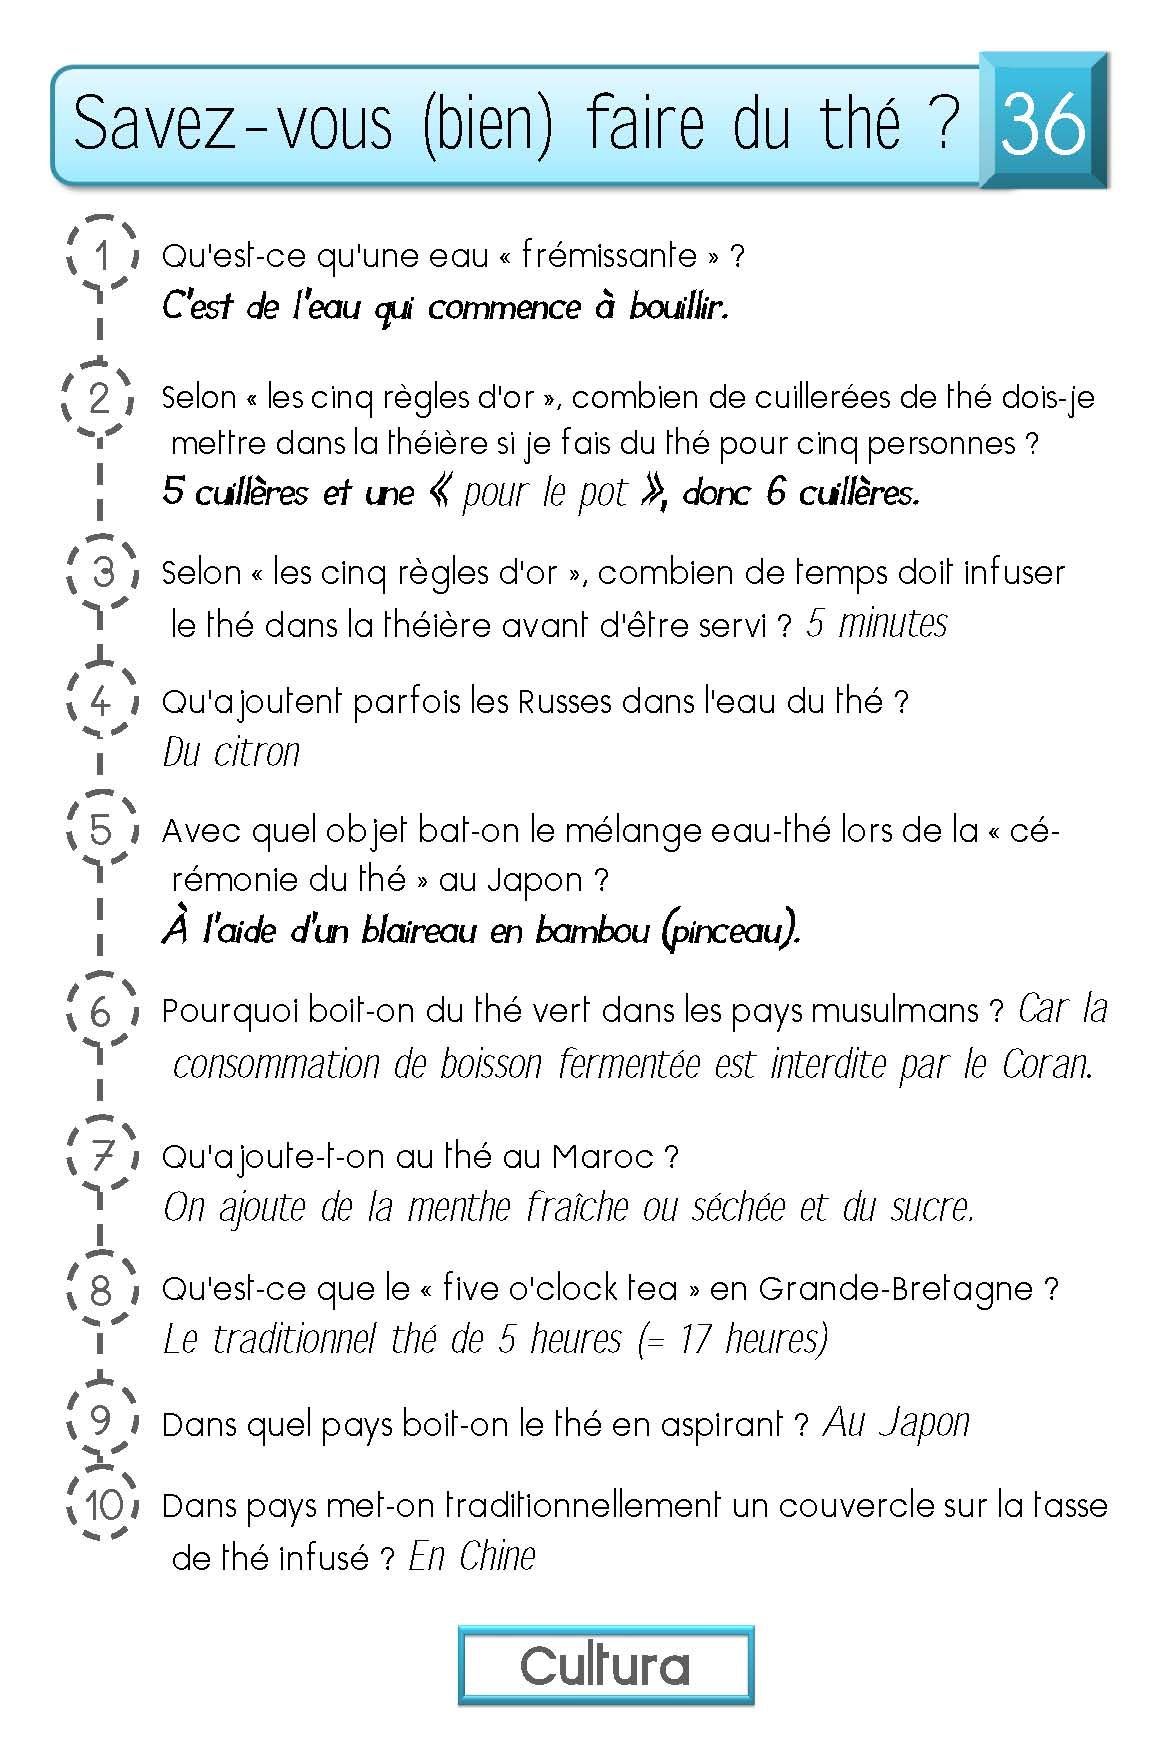 Savez-vous (bien) faire du thé ? 36
1 Qu'est-ce qu'une eau « frémissante » ?
C'est de l'eau qui commence à bouillir.
2 Selon « les cinq règles d'or », combien de cuillerées de thé dois-je
mettre dans la théière si je fais du thé pour cinq personnes ?
5 cuillères et une « pour le pot », donc 6 cuillères.
3 Selon « les cinq règles d'or », combien de temps doit infuser
le thé dans la théière avant d'être servi ? 5 minutes
4 Qu'ajoutent parfois les Russes dans l'eau du thé ?
Du citron
5 Avec quel objet bat-on le mélange eau-thé lors de la « cé-
rémonie du thé » au Japon ?
À l'aide d'un blaireau en bambou (pinceau).
6 Pourquoi boit-on du thé vert dans les pays musulmans ? Car la
consommation de boisson fermentée est interdite par le Coran.
7 Qu'ajoute-t-on au thé au Maroc ?
On ajoute de la menthe fraîche ou séchée et du sucre.
8 Qu'est-ce que le « five o'clock tea » en Grande-Bretagne ?
Le traditionnel thé de 5 heures (= 17 heures)
9 Dans quel pays boit-on le thé en aspirant ? Au Japon
10 Dans pays met-on traditionnellement un couvercle sur la tasse
de thé infusé ? En Chine
Cultura